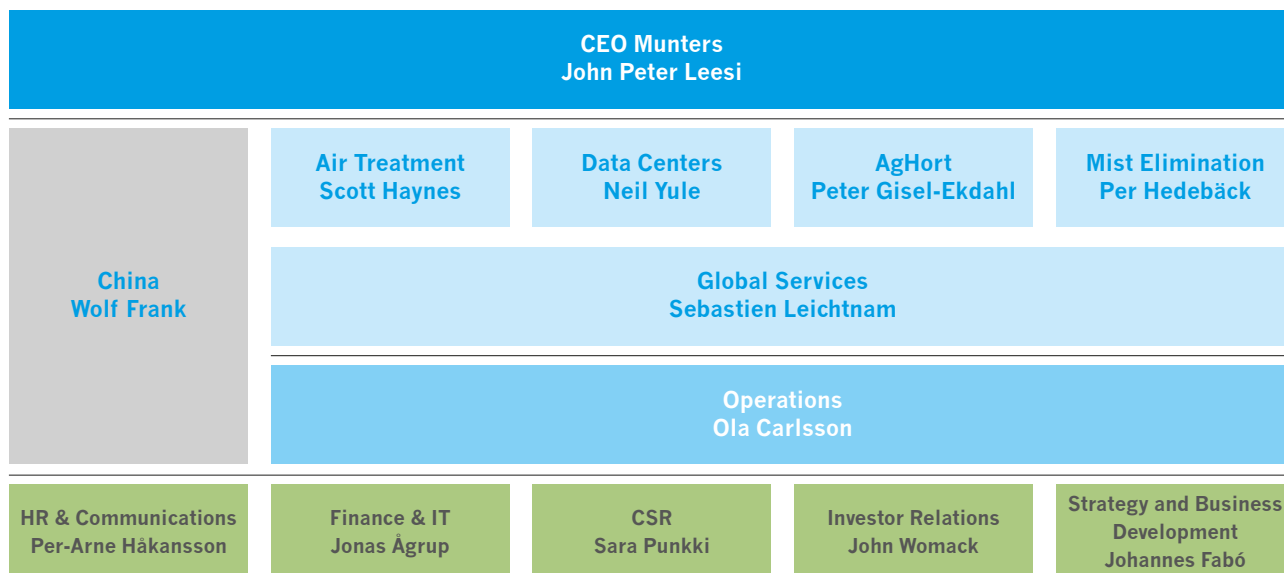 CEO Munters
John Peter Leesi
Air Treatment
Scott Haynes
Data Centers
Neil Yule
AgHort
Peter Gisel-Ekdahl
Mist Elimination
Per Hedebäck
China
Wolf Frank
Global Services
Sebastien Leichtnam
Operations
Ola Carlsson
HR & Communications
Per-Arne Håkansson
Finance & IT
Jonas Ågrup
CSR
Sara Punkki
Investor Relations
John Womack
Strategy and Business
Development
Johannes Fabó